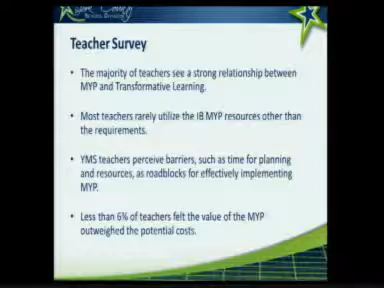 Teacher Survey
• The majority of teachers see a strong relationship between
MYP and Transformative Learning.
• Most teachers rarely utilize the IB MYP resources other than
the requirements.
• YMS teachers perceive barriers, such as time for planning
and resources, as roadblocks for effectively implementing
MYP.
• Less than 6% of teachers felt the value of the MYP
outweighed the potential costs.